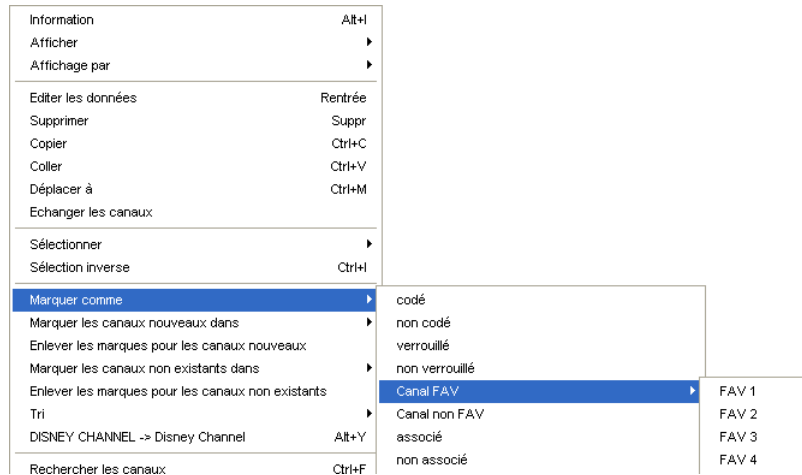 Information Alt+I
Afficher
Affichage par
Editer les données Rentrée
Supprimer Suppr
Copier Ctrl+C
Coller Ctrl+V
Déplacer à Ctrl+M
Echanger les canaux
Sélectionner
Sélection inverse Ctrl+I
Marquer comme
Marquer les canaux nouveaux dans
Enlever les marques pour les canaux nouveaux
Marquer les canaux non existants dans
Enlever les marques pour les canaux non existants
Tri
DISNEY CHANNEL -> Disney Channel Alt+Y
Rechercher les canaux Ctrl+F
codé
non codé
verrouillé
non verrouillé
Canal FAV
Canal non FAV
associé
non associé
FAV 1
FAV 2
FAV 3
FAV 4